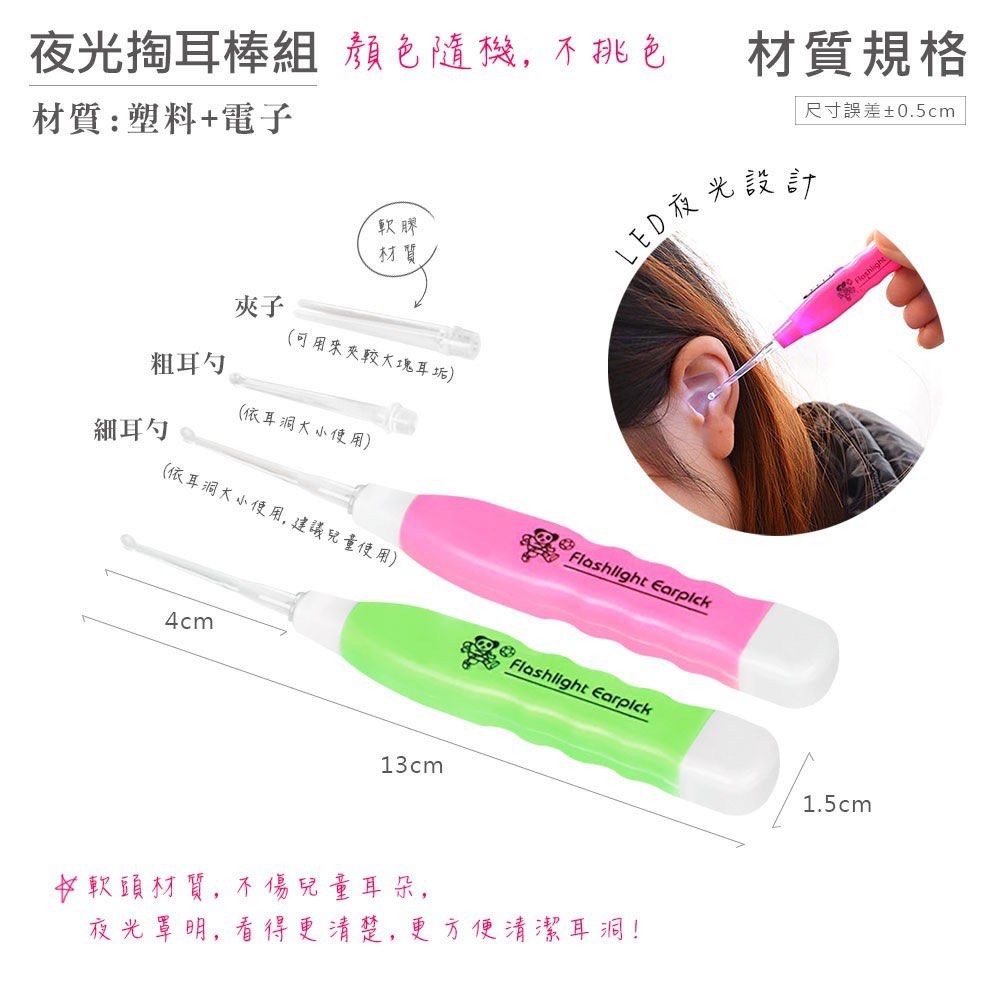 夜光掏耳棒組 顏色隨機, 不挑色
材質規格
材質:塑料+電子
尺寸誤差±0.5cm
LED夜光設計
Flashlight
軟膠
材質
夾子
(可用來夾較大塊耳垢)
粗耳勺
(依耳洞大小使用)
細耳勺
(依耳洞大小使用,建議兒童使用)
Flashlight Earpick
Flashlight Earpick
4cm
13cm
1.5cm
軟頭材質,不傷兒童耳朵,
夜光罩明,看得更清楚,更方便清潔耳洞!